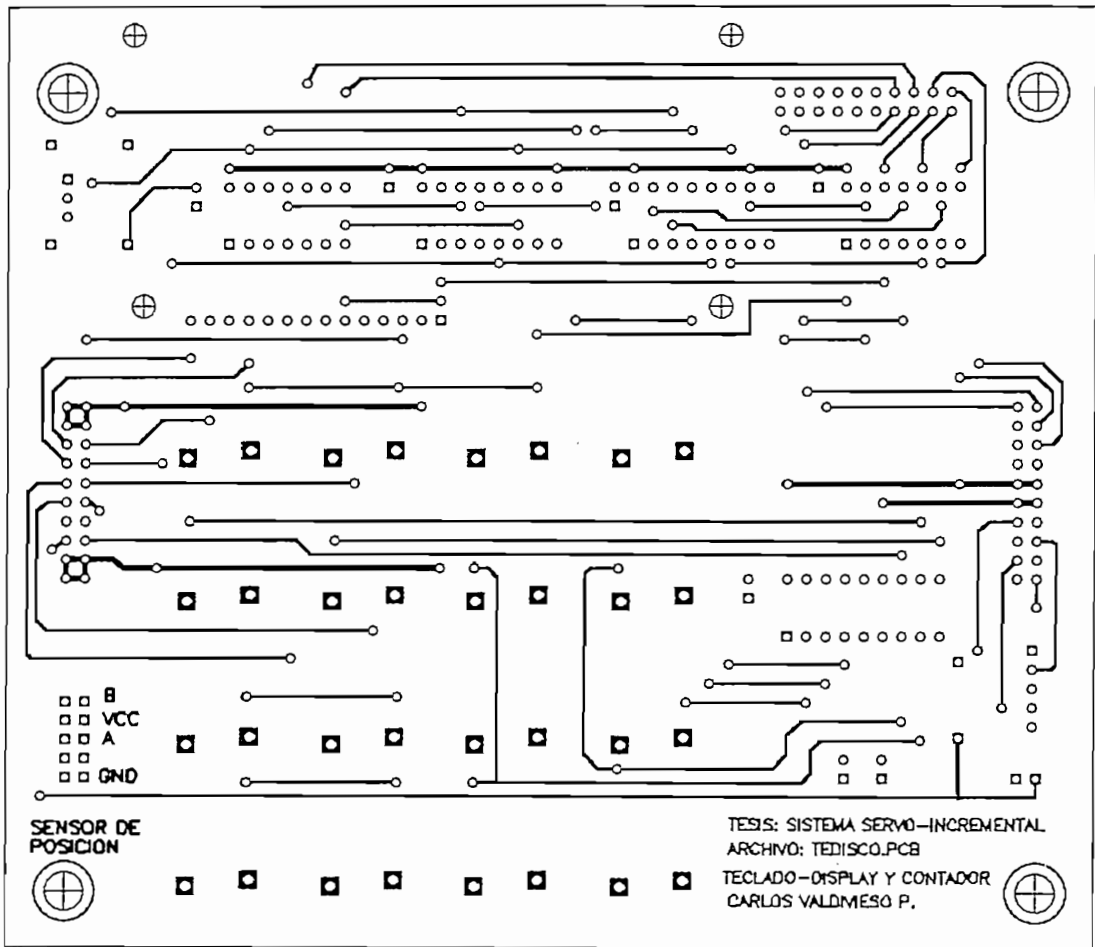 B
VCC
A
GND
SENSOR DE
POSICION
TESIS: SISTEMA SERVO-INCREMENTAL
ARCHIVO: TEDISCO.PCB
TECLADO-DISPLAY Y CONTADOR
CARLOS VALDIVIESO P.